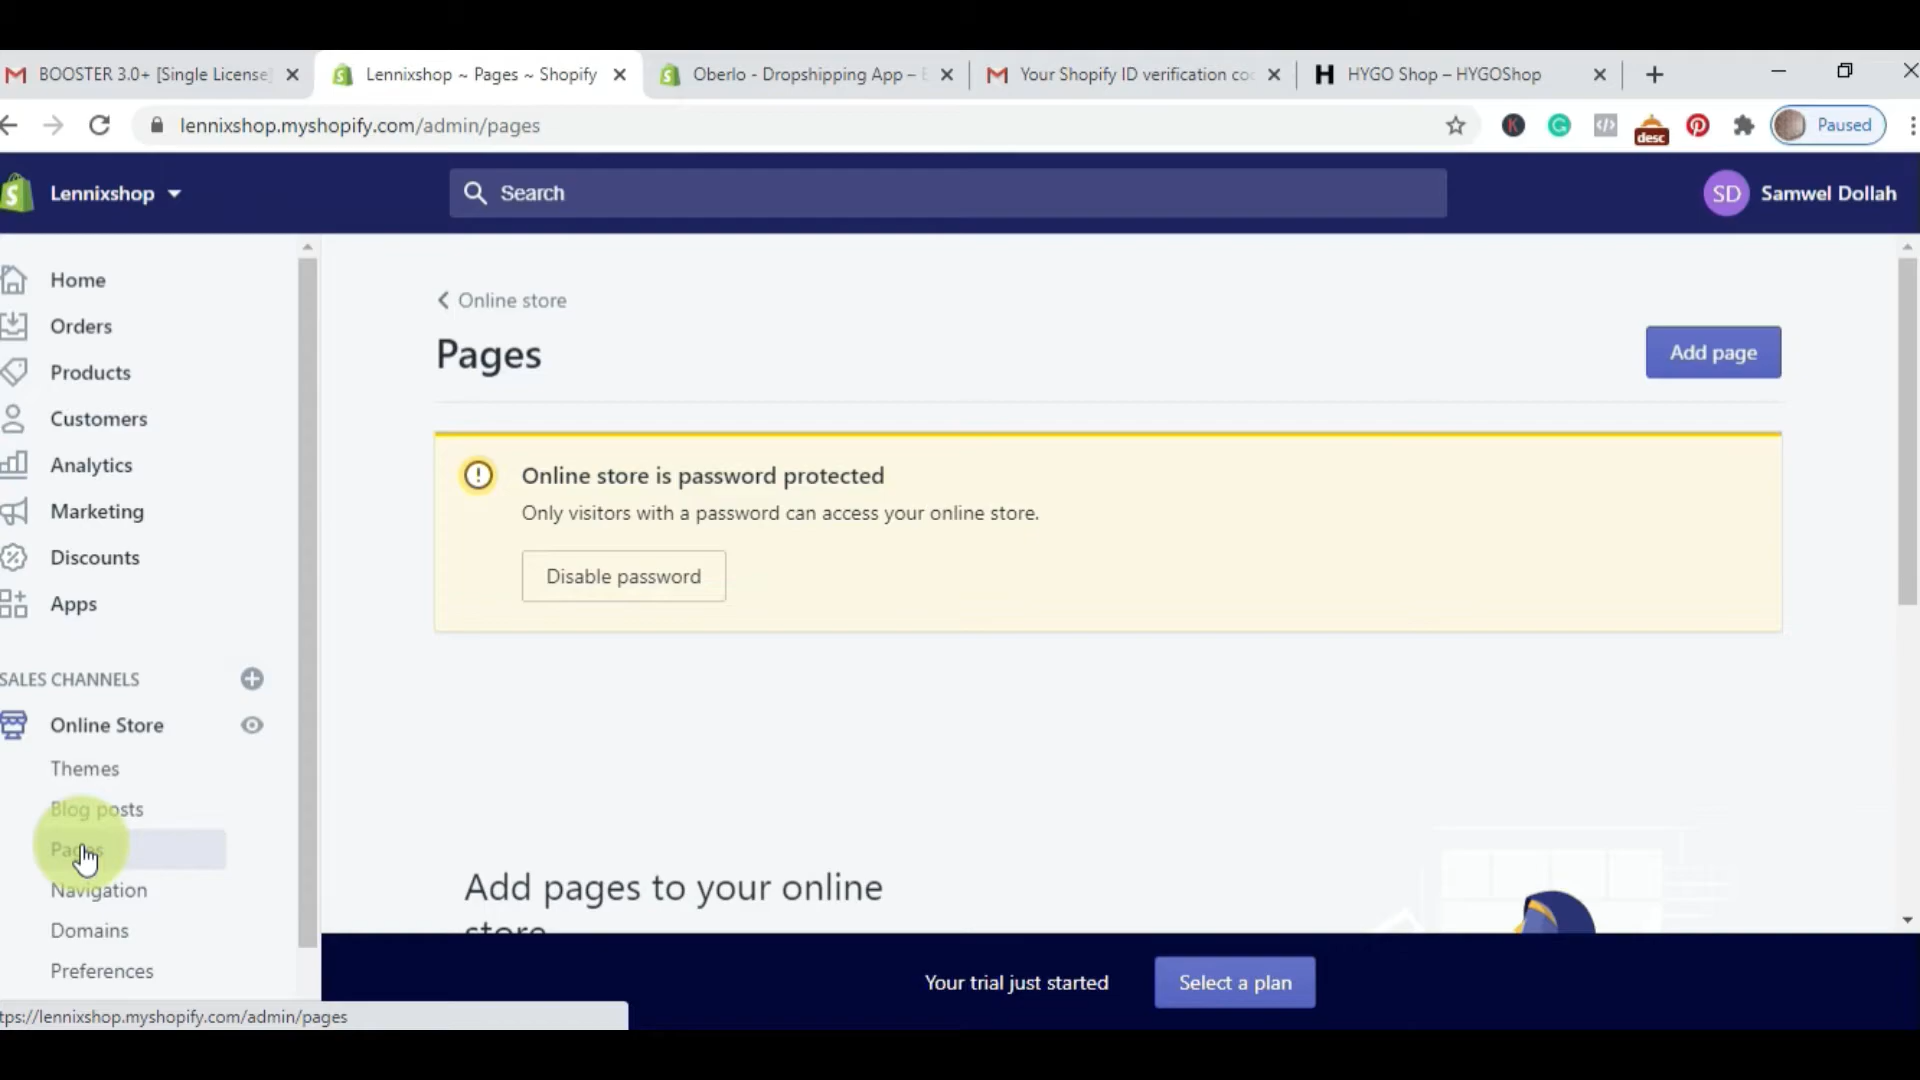 BOOSTER 3.0+ [Single License]
Lennixshop ~ Pages ~ Shopify
Oberlo - Dropshipping App –
Your Shopify ID verification co
H HYGO Shop – HYGOShop
lennixshop.myshopify.com/admin/pages
K
G
desc
Paused
Lennixshop
Search
SD Samwel Dollah
Home
Orders
Products
Customers
Analytics
Marketing
Discounts
Apps
SALES CHANNELS
Online Store
Themes
Blog posts
Pages
Navigation
Domains
Preferences
Online store
Pages
Add page
Online store is password protected
Only visitors with a password can access your online store.
Disable password
Add pages to your online
store
Your trial just started
Select a plan
tps://lennixshop.myshopify.com/admin/pages